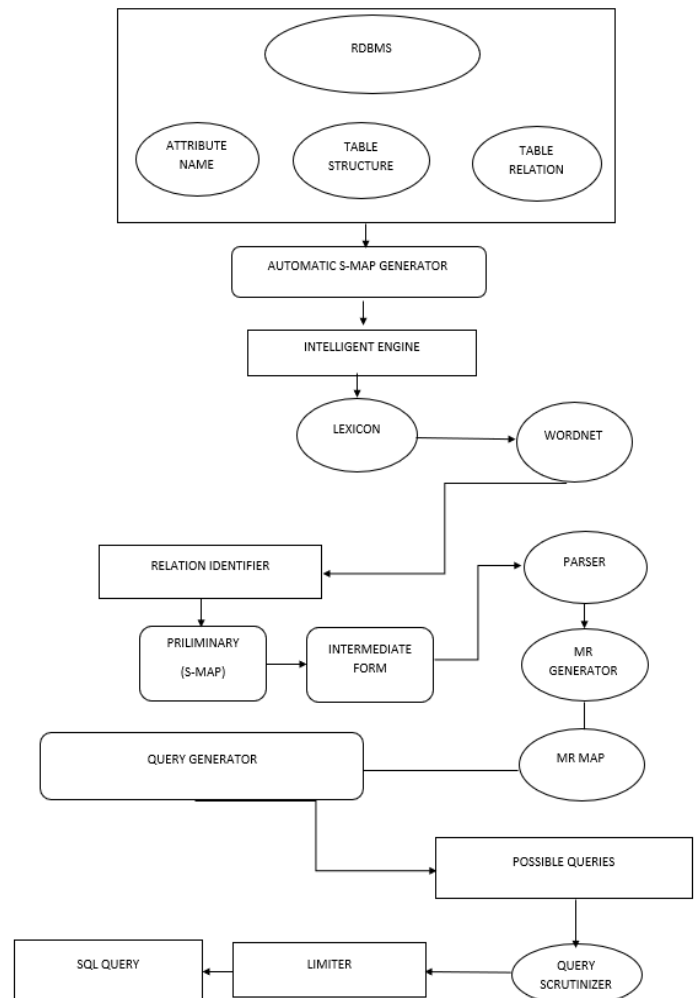 RDBMS
ATTRIBUTE
NAME
TABLE
STRUCTURE
TABLE
RELATION
AUTOMATIC S-MAP GENERATOR
INTELLIGENT ENGINE
LEXICON
WORDNET
RELATION IDENTIFIER
PARSER
PRILIMINARY
(S-MAP)
INTERMEDIATE
FORM
MR
GENERATOR
QUERY GENERATOR
MR MAP
POSSIBLE QUERIES
SQL QUERY
LIMITER
QUERY
SCRUTINIZER